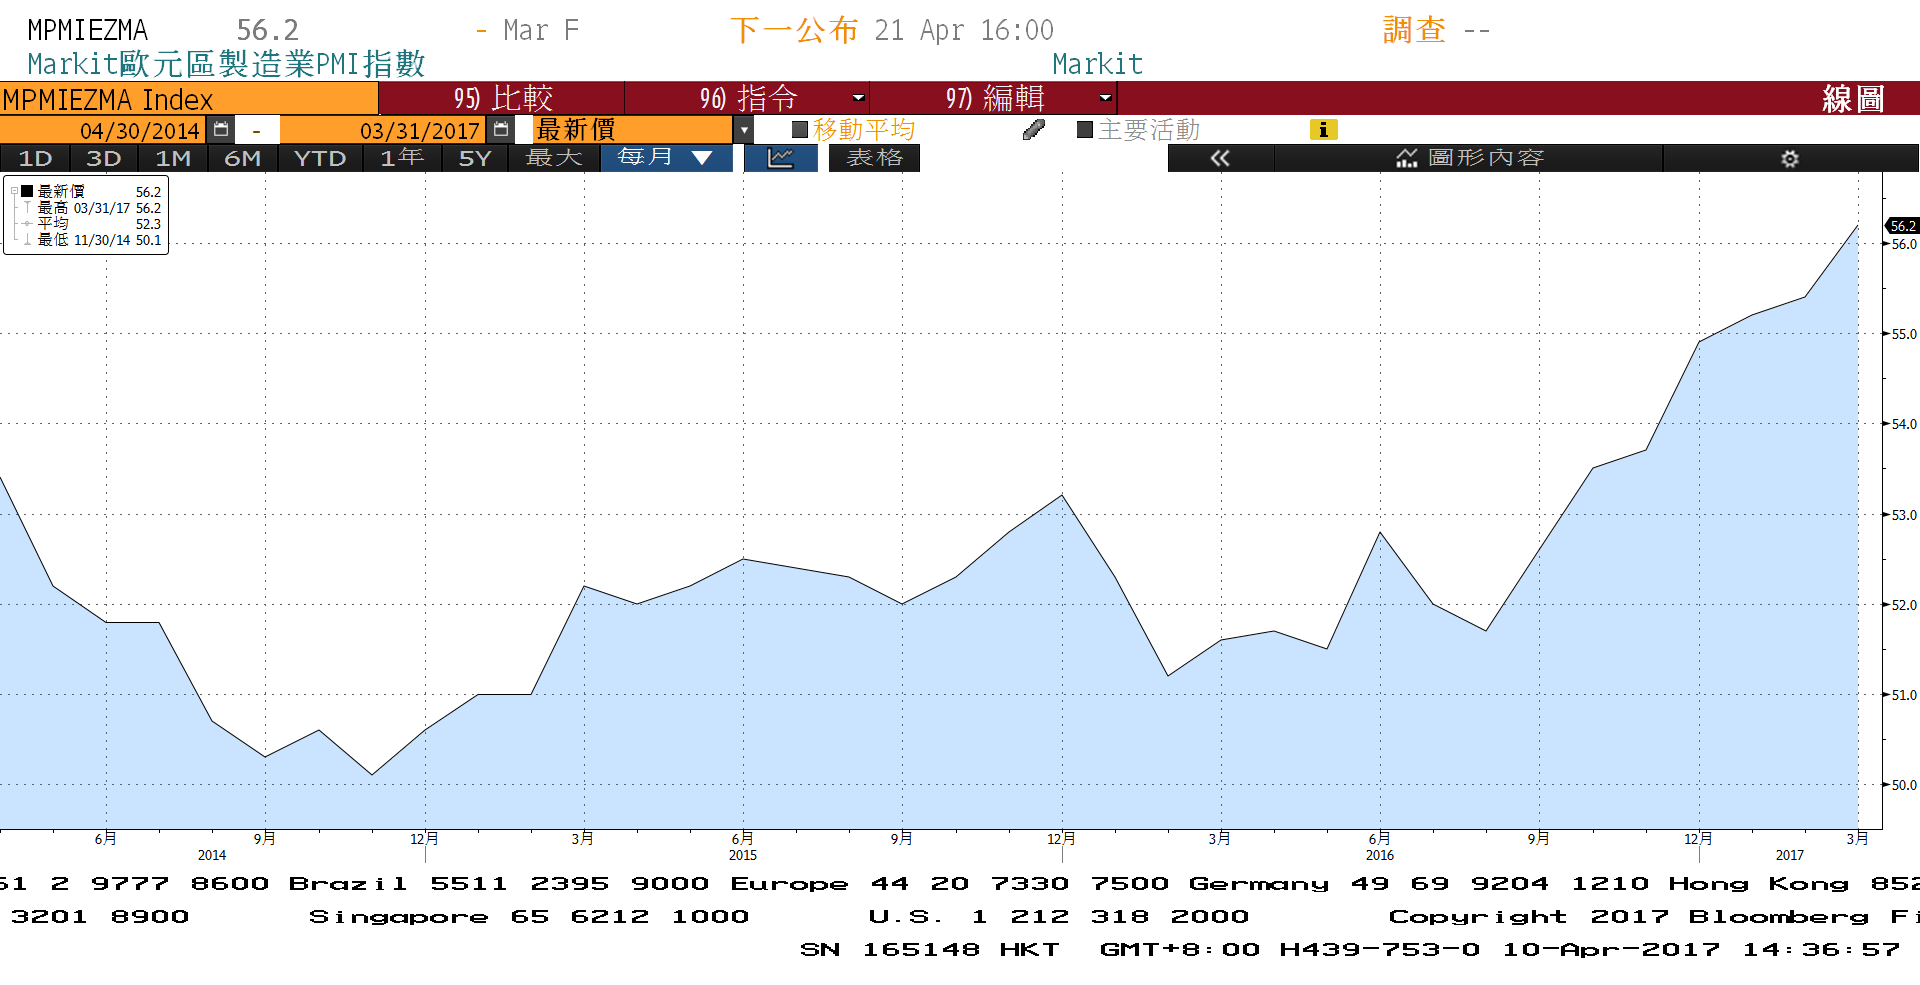 MPMIEZMA 56.2 - Mar F 下一公布 21 Apr 16:00 調查 --
Markit歐元區製造業PMI指數 Markit
MPMIEZMA Index 95) 比較 96) 指令 97) 編輯 線圖
04/30/2014 - 03/31/2017 最新價 移動平均 主要活動 i
1D 3D 1M 6M YTD 1年 5Y 最大 每月 ▼ 表格 « 圖形內容
最新價 56.2
最高 03/31/17 56.2
平均 52.3
最低 11/30/14 50.1
56.2
56.0
55.0
54.0
53.0
52.0
51.0
50.0
6月 9月 12月 3月 6月 9月 12月 3月 6月 9月 12月 3月
2014 2015 2016 2017
61 2 9777 8600 Brazil 5511 2395 9000 Europe 44 20 7330 7500 Germany 49 69 9204 1210 Hong Kong 852
3201 8900 Singapore 65 6212 1000 U.S. 1 212 318 2000 Copyright 2017 Bloomberg Fi
SN 165148 HKT GMT+8:00 H439-753-0 10-Apr-2017 14:36:57